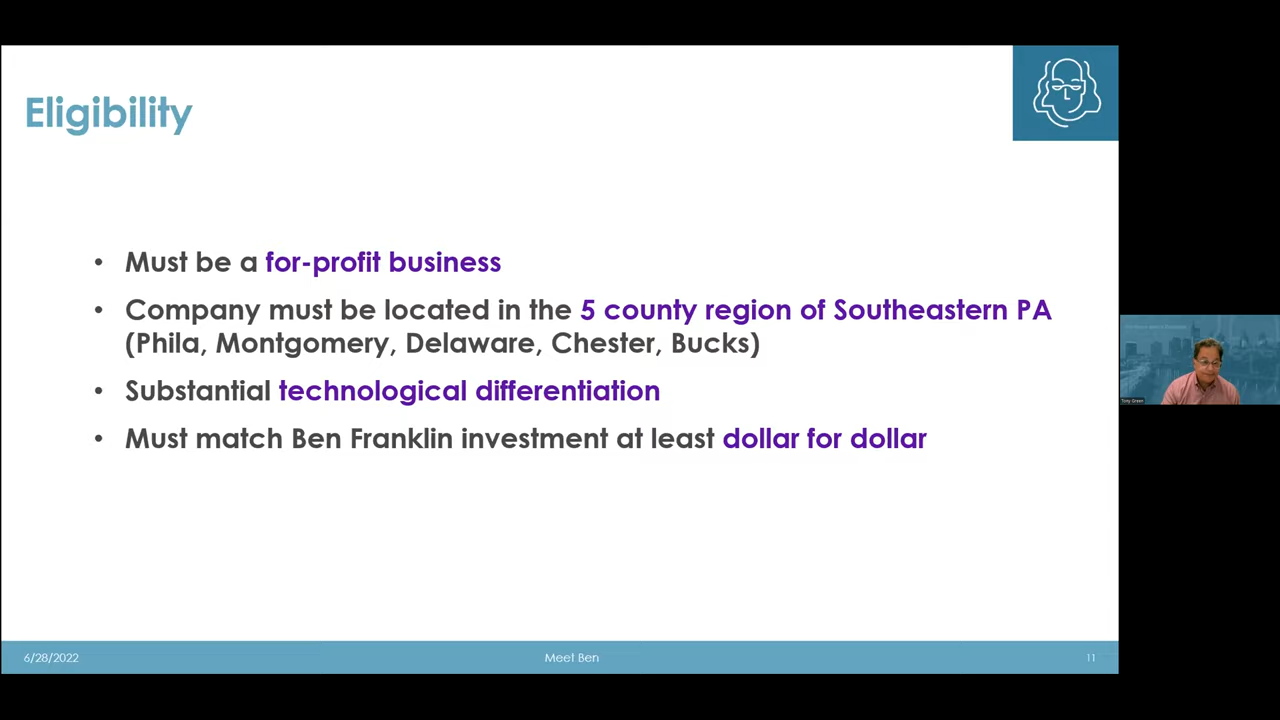 Eligibility
• Must be a for-profit business
• Company must be located in the 5 county region of Southeastern PA
(Phila, Montgomery, Delaware, Chester, Bucks)
• Substantial technological differentiation
• Must match Ben Franklin investment at least dollar for dollar
Tony Green
6/28/2022
Meet Ben
11